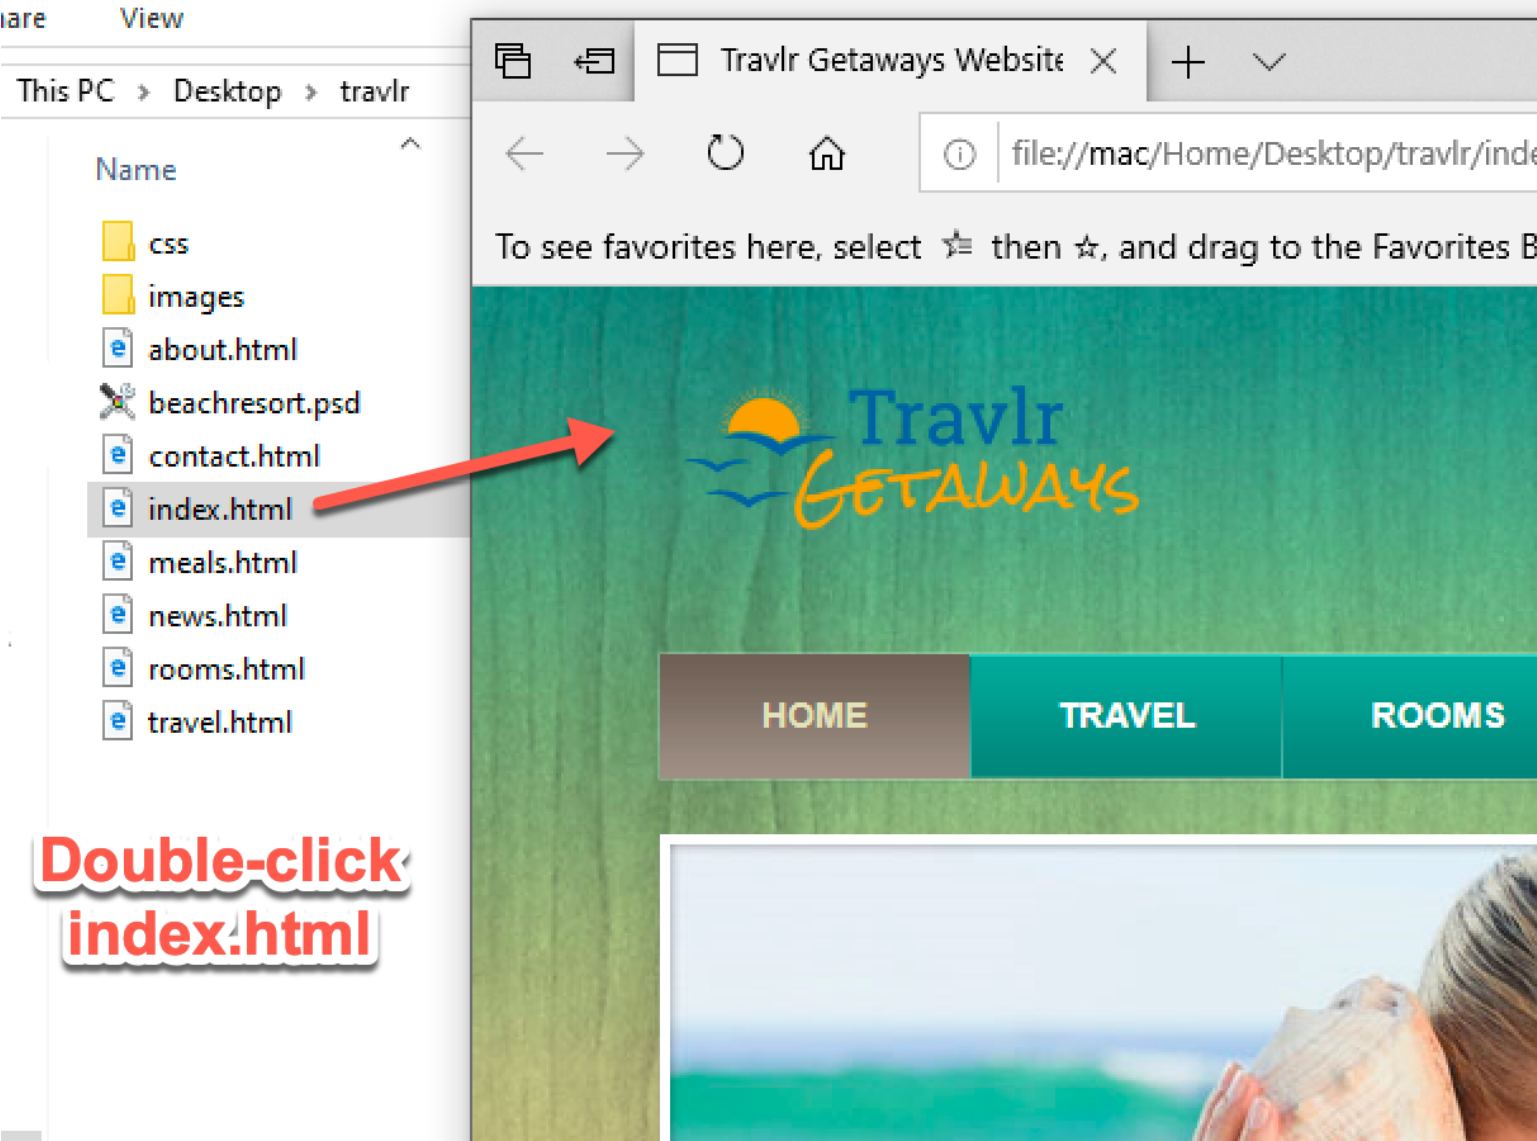 View
This PC > Desktop > travlr
Name
css
images
about.html
beachresort.psd
contact.html
index.html
meals.html
news.html
rooms.html
travel.html
Double-click
index.html
Travlr Getaways Website
file://mac/Home/Desktop/travlr/inde
To see favorites here, select then ☆, and drag to the Favorites B
Travlr
GETAWAYS
HOME TRAVEL ROOMS